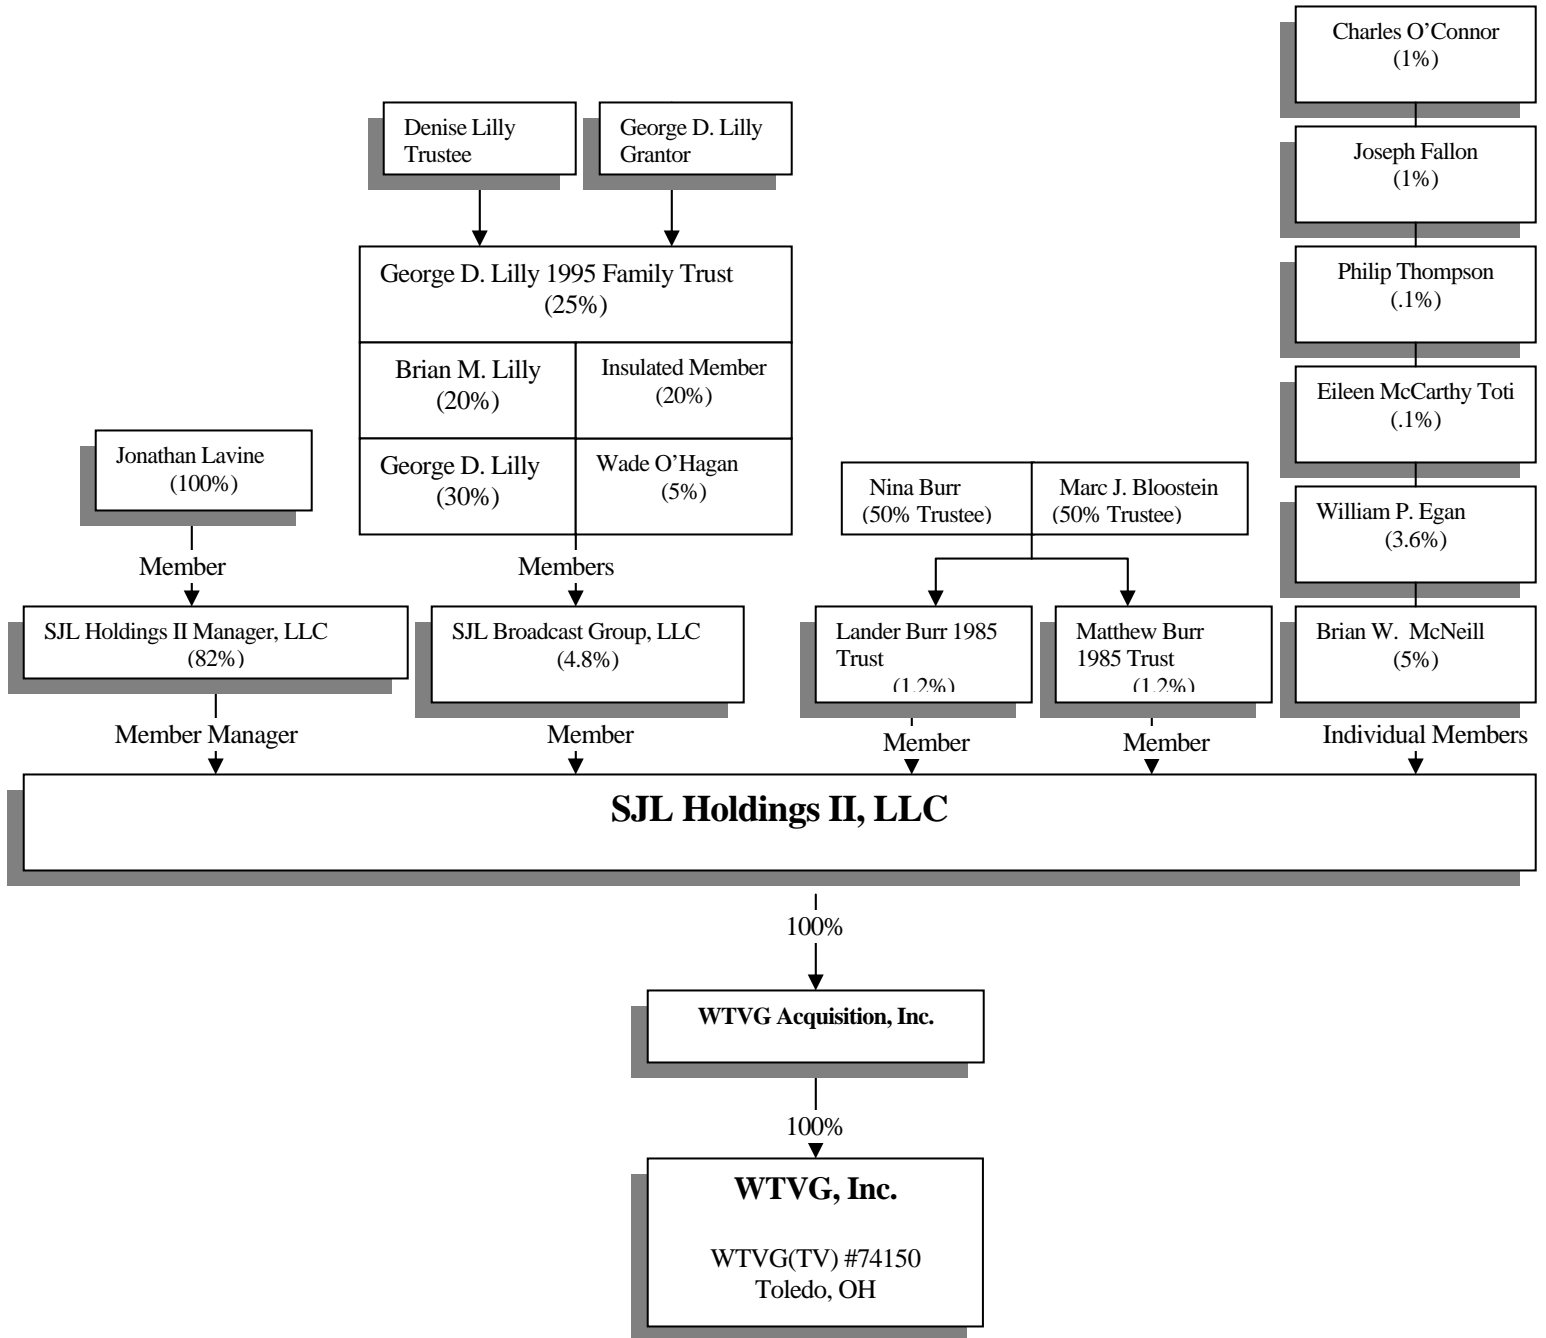 Charles O’Connor
(1%)
Denise Lilly
Trustee
George D. Lilly
Grantor
Joseph Fallon
(1%)
George D. Lilly 1995 Family Trust
(25%)
Philip Thompson
(.1%)
Brian M. Lilly
(20%)
Insulated Member
(20%)
Eileen McCarthy Toti
(.1%)
Jonathan Lavine
(100%)
George D. Lilly
(30%)
Wade O’Hagan
(5%)
Nina Burr
(50% Trustee)
Marc J. Bloostein
(50% Trustee)
William P. Egan
(3.6%)
Member
Members
SJL Holdings II Manager, LLC
(82%)
SJL Broadcast Group, LLC
(4.8%)
Lander Burr 1985
Trust
(1.2%)
Matthew Burr
1985 Trust
(1.2%)
Brian W. McNeill
(5%)
Member Manager
Member
Member
Member
Individual Members
SJL Holdings II, LLC
100%
WTVG Acquisition, Inc.
100%
WTVG, Inc.
WTVG(TV) #74150
Toledo, OH